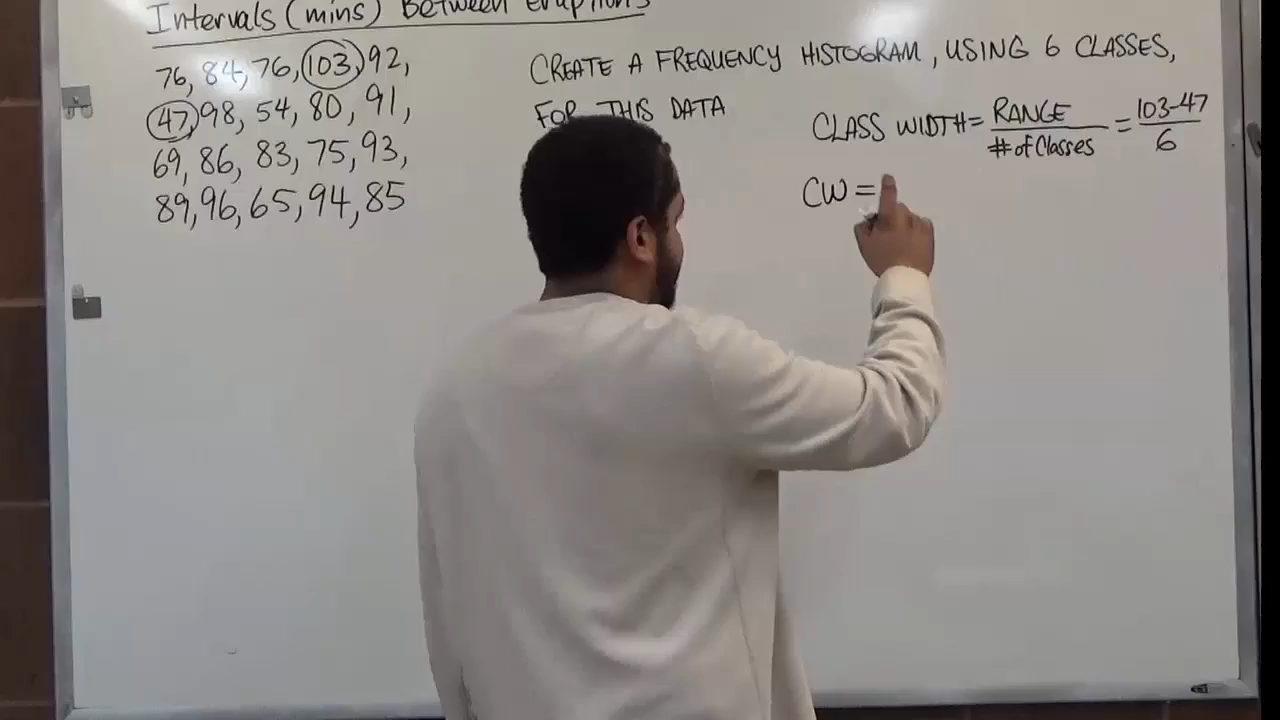 Intervals (mins) Between eruptions
76, 84, 76, 103, 92,
47, 98, 54, 80, 91,
69, 86, 83, 75, 93,
89, 96, 65, 94, 85
CREATE A FREQUENCY HISTOGRAM, USING 6 CLASSES,
FOR THIS DATA
CLASS WIDTH = RANGE / # of Classes = 103-47 / 6
CW =